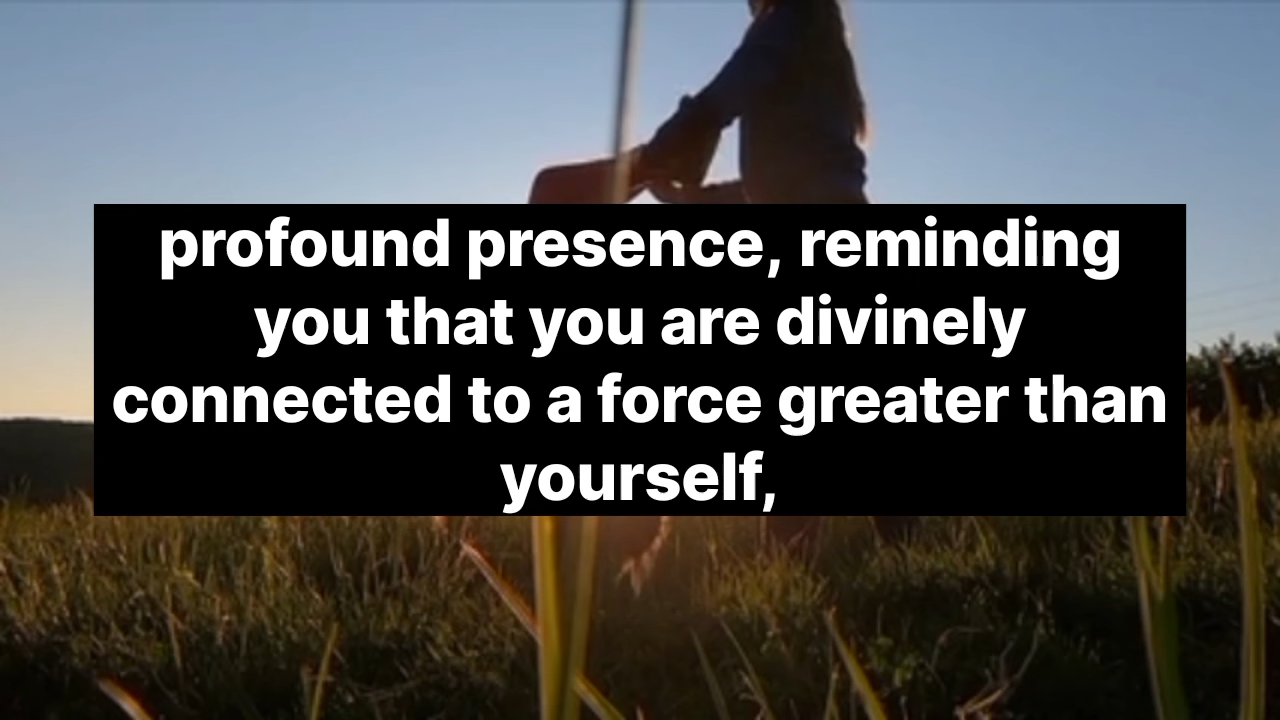 profound presence, reminding
you that you are divinely
connected to a force greater than
yourself,